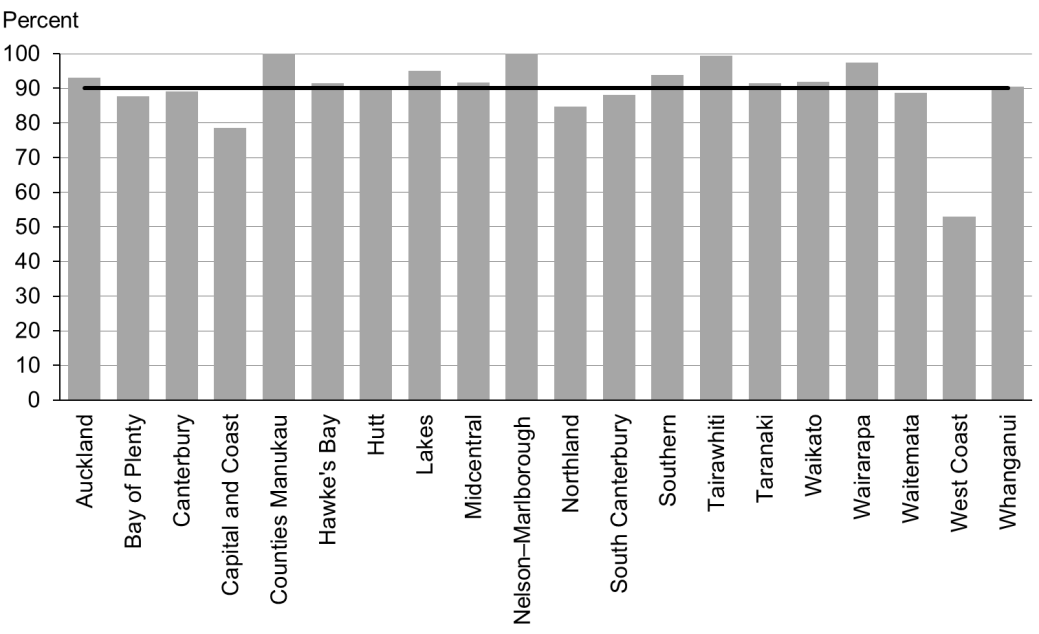 Percent
100
90
80
70
60
50
40
30
20
10
0
Auckland
Bay of Plenty
Canterbury
Capital and Coast
Counties Manukau
Hawke's Bay
Hutt
Lakes
Midcentral
Nelson–Marlborough
Northland
South Canterbury
Southern
Tairawhiti
Taranaki
Waikato
Wairarapa
Waitemata
West Coast
Whanganui